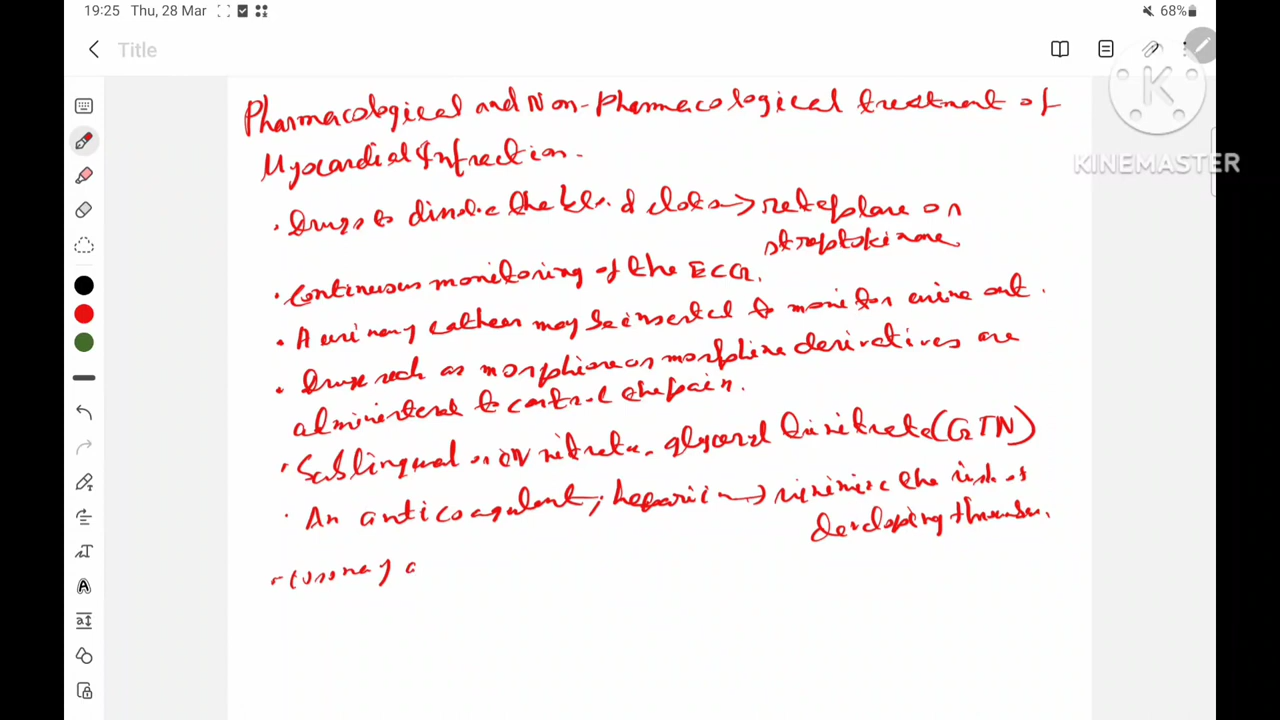 19:25 Thu, 28 Mar
68%
Title
KINEMASTER
Pharmacological and Non-Pharmacological treatment of
Myocardial Infraction.
. Drugs to dissolve the blood clots → reteplase or
streptokinase
. Continuous monitoring of the ECG.
. A urinary cathear may be inserted to monitor urine out.
. Drugs such as morphine or morphine derivatives are
administered to control the pain.
. Sublingual or IV nitrate. glyceryl trinitrate (GTN)
. An anticoagulant, heparin → minimize the risk of
developing thrombus.